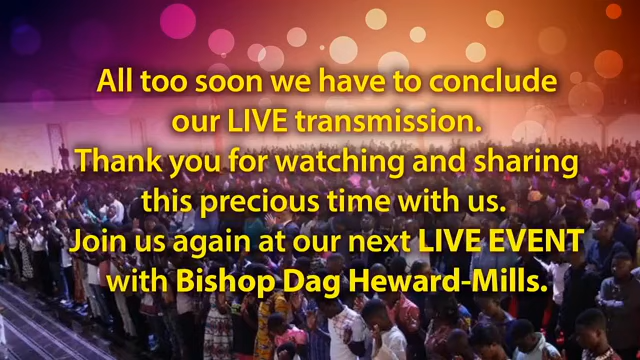 All too soon we have to conclude
our LIVE transmission.
Thank you for watching and sharing
this precious time with us.
Join us again at our next LIVE EVENT
with Bishop Dag Heward-Mills.